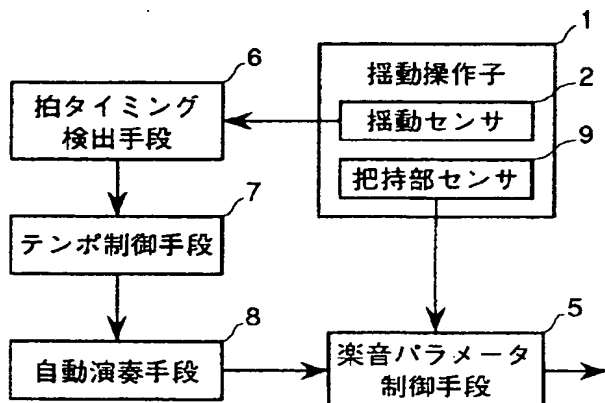 1
揺動操作子
2
揺動センサ
9
把持部センサ
6
拍タイミング
検出手段
7
テンポ制御手段
8
自動演奏手段
5
楽音パラメータ
制御手段